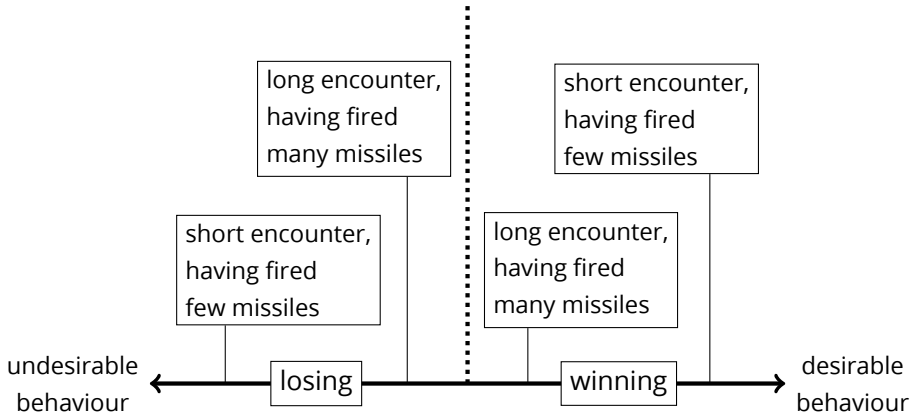 long encounter,
having fired
many missiles
short encounter,
having fired
few missiles
short encounter,
having fired
few missiles
long encounter,
having fired
many missiles
undesirable
behaviour
losing
winning
desirable
behaviour